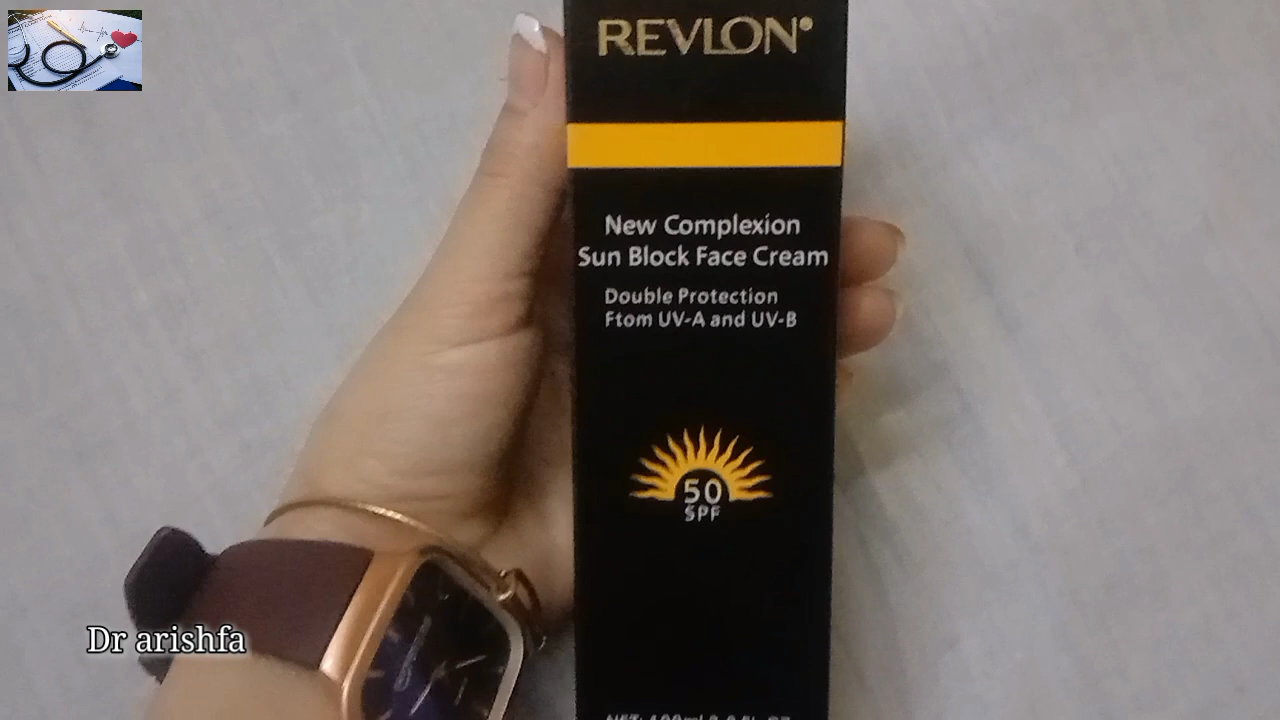 REVLON
New Complexion
Sun Block Face Cream
Double Protection
Ftom UV-A and UV-B
50
SPF
Dr arishfa